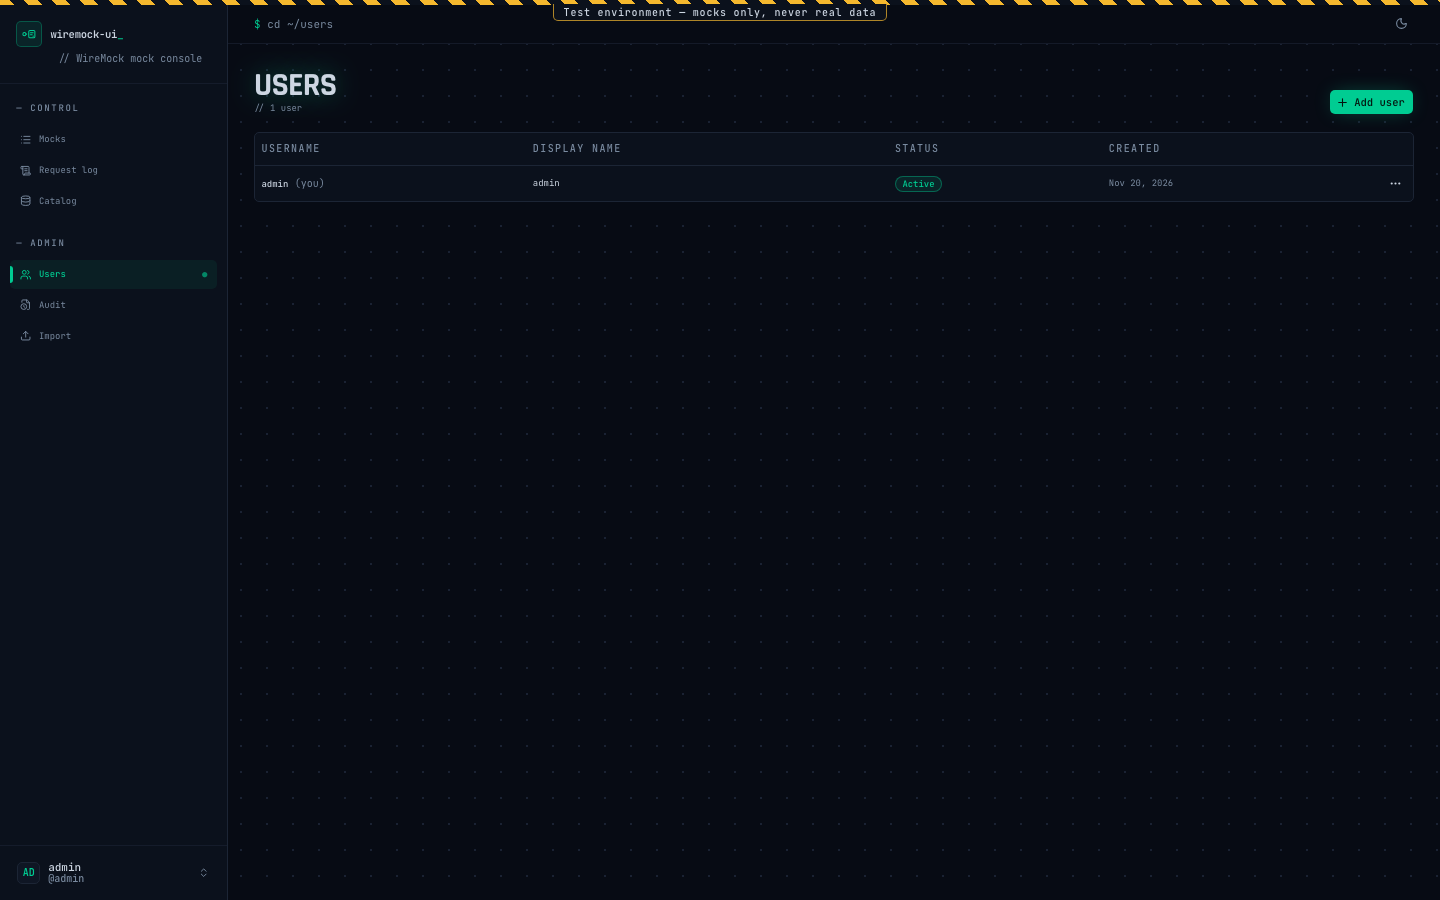 Test environment — mocks only, never real data
wiremock-ui_
// WireMock mock console
— CONTROL
Mocks
Request log
Catalog
— ADMIN
Users
Audit
Import
AD
admin
@admin
$ cd ~/users
USERS
// 1 user
+ Add user
USERNAME DISPLAY NAME STATUS CREATED
admin (you) admin Active Nov 20, 2026 ···